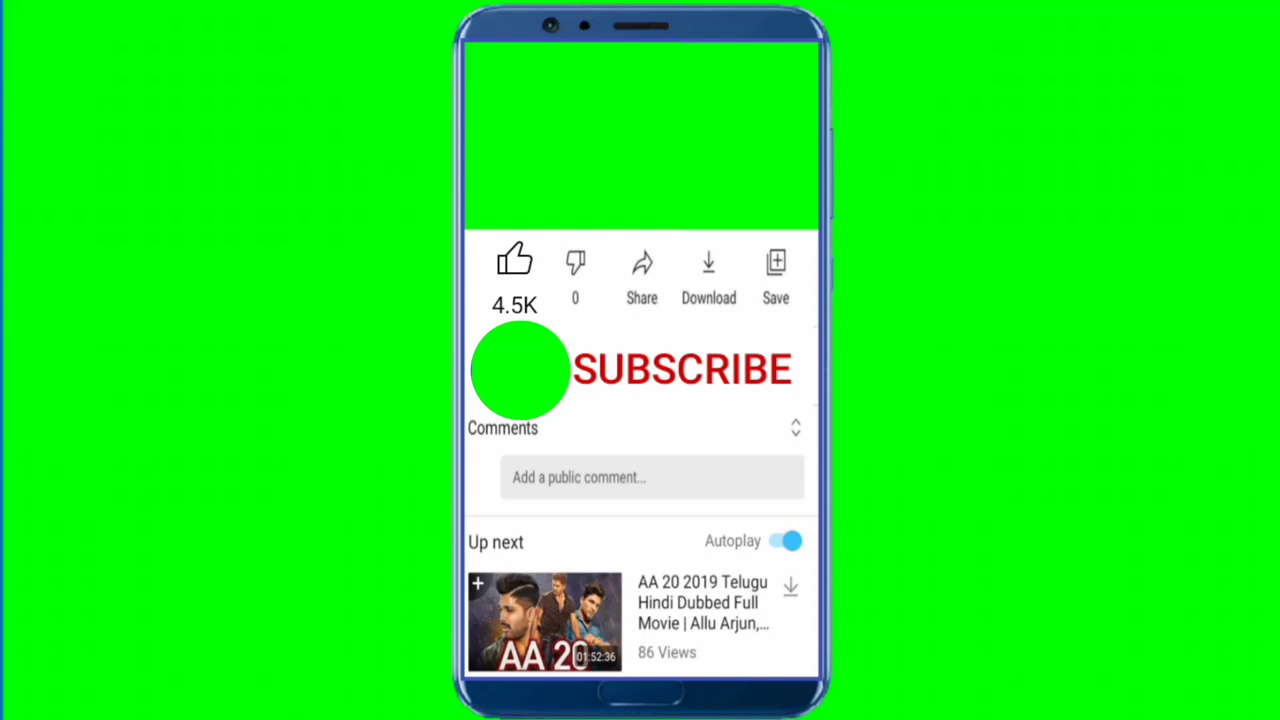 4.5K
0
Share
Download
Save
SUBSCRIBE
Comments
Add a public comment...
Up next
Autoplay
AA 20
01:52:36
AA 20 2019 Telugu
Hindi Dubbed Full
Movie | Allu Arjun,...
86 Views